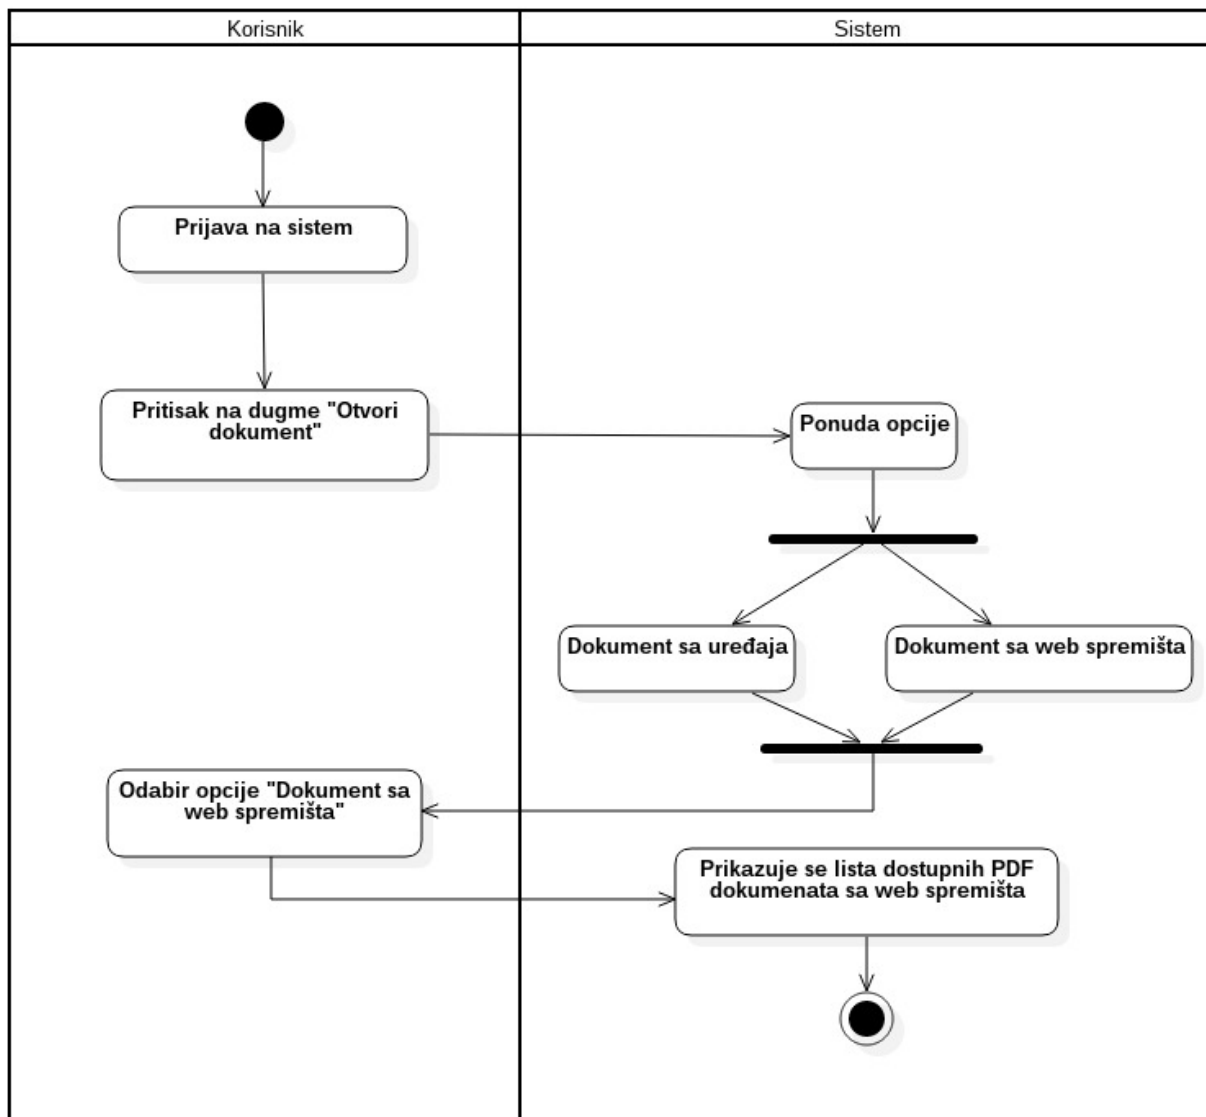 Korisnik
Sistem
Prijava na sistem
Pritisak na dugme "Otvori
dokument"
Ponuda opcije
Dokument sa uređaja
Dokument sa web spremišta
Odabir opcije "Dokument sa
web spremišta"
Prikazuje se lista dostupnih PDF
dokumenata sa web spremišta